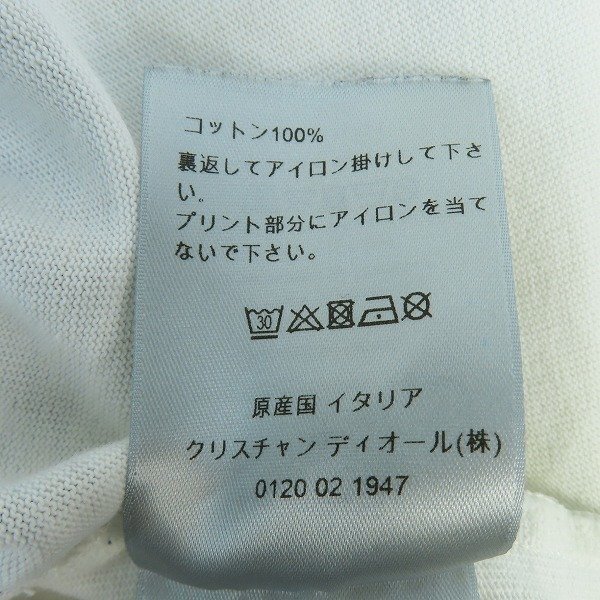 コットン100%
裏返してアイロン掛けして下さ
い。
プリント部分にアイロンを当て
ないで下さい。
30
原産国 イタリア
クリスチャン ディオール(株)
0120 02 1947